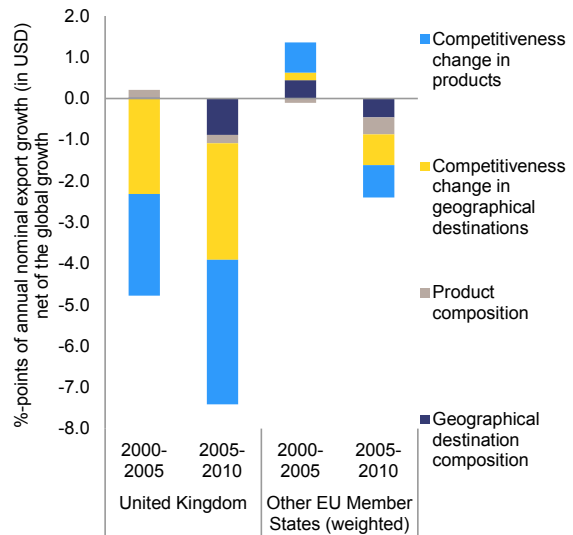 %-points of annual nominal export growth (in USD)
net of the global growth
2.0
1.0
0.0
-1.0
-2.0
-3.0
-4.0
-5.0
-6.0
-7.0
-8.0
2000-
2005
2005-
2010
2000-
2005
2005-
2010
United Kingdom
Other EU Member
States (weighted)
Competitiveness
change in
products
Competitiveness
change in
geographical
destinations
Product
composition
Geographical
destination
composition